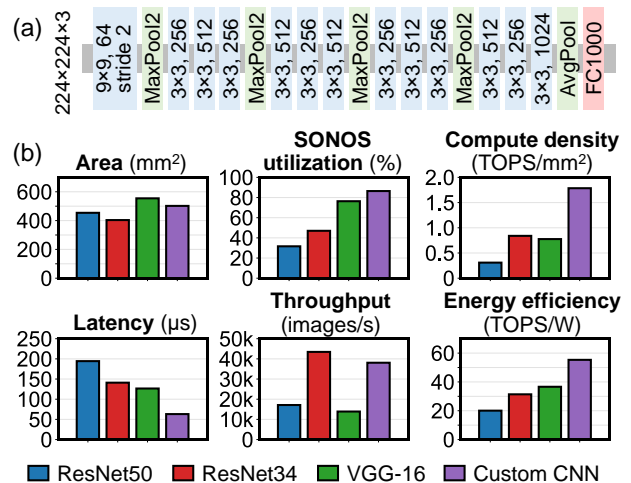 (a)
224×224×3
9×9, 64
stride 2
MaxPool2
3×3, 256
3×3, 512
3×3, 256
MaxPool2
3×3, 512
3×3, 256
3×3, 512
MaxPool2
3×3, 256
3×3, 512
3×3, 256
MaxPool2
3×3, 512
3×3, 256
3×3, 1024
AvgPool
FC1000
(b)
Area (mm²)
600
400
200
0
SONOS
utilization (%)
100
80
60
40
20
0
Compute density
(TOPS/mm²)
2.0
1.5
1.0
0.5
0
Latency (µs)
250
200
150
100
50
0
Throughput
(images/s)
50k
40k
30k
20k
10k
0
Energy efficiency
(TOPS/W)
60
40
20
0
ResNet50 ResNet34 VGG-16 Custom CNN